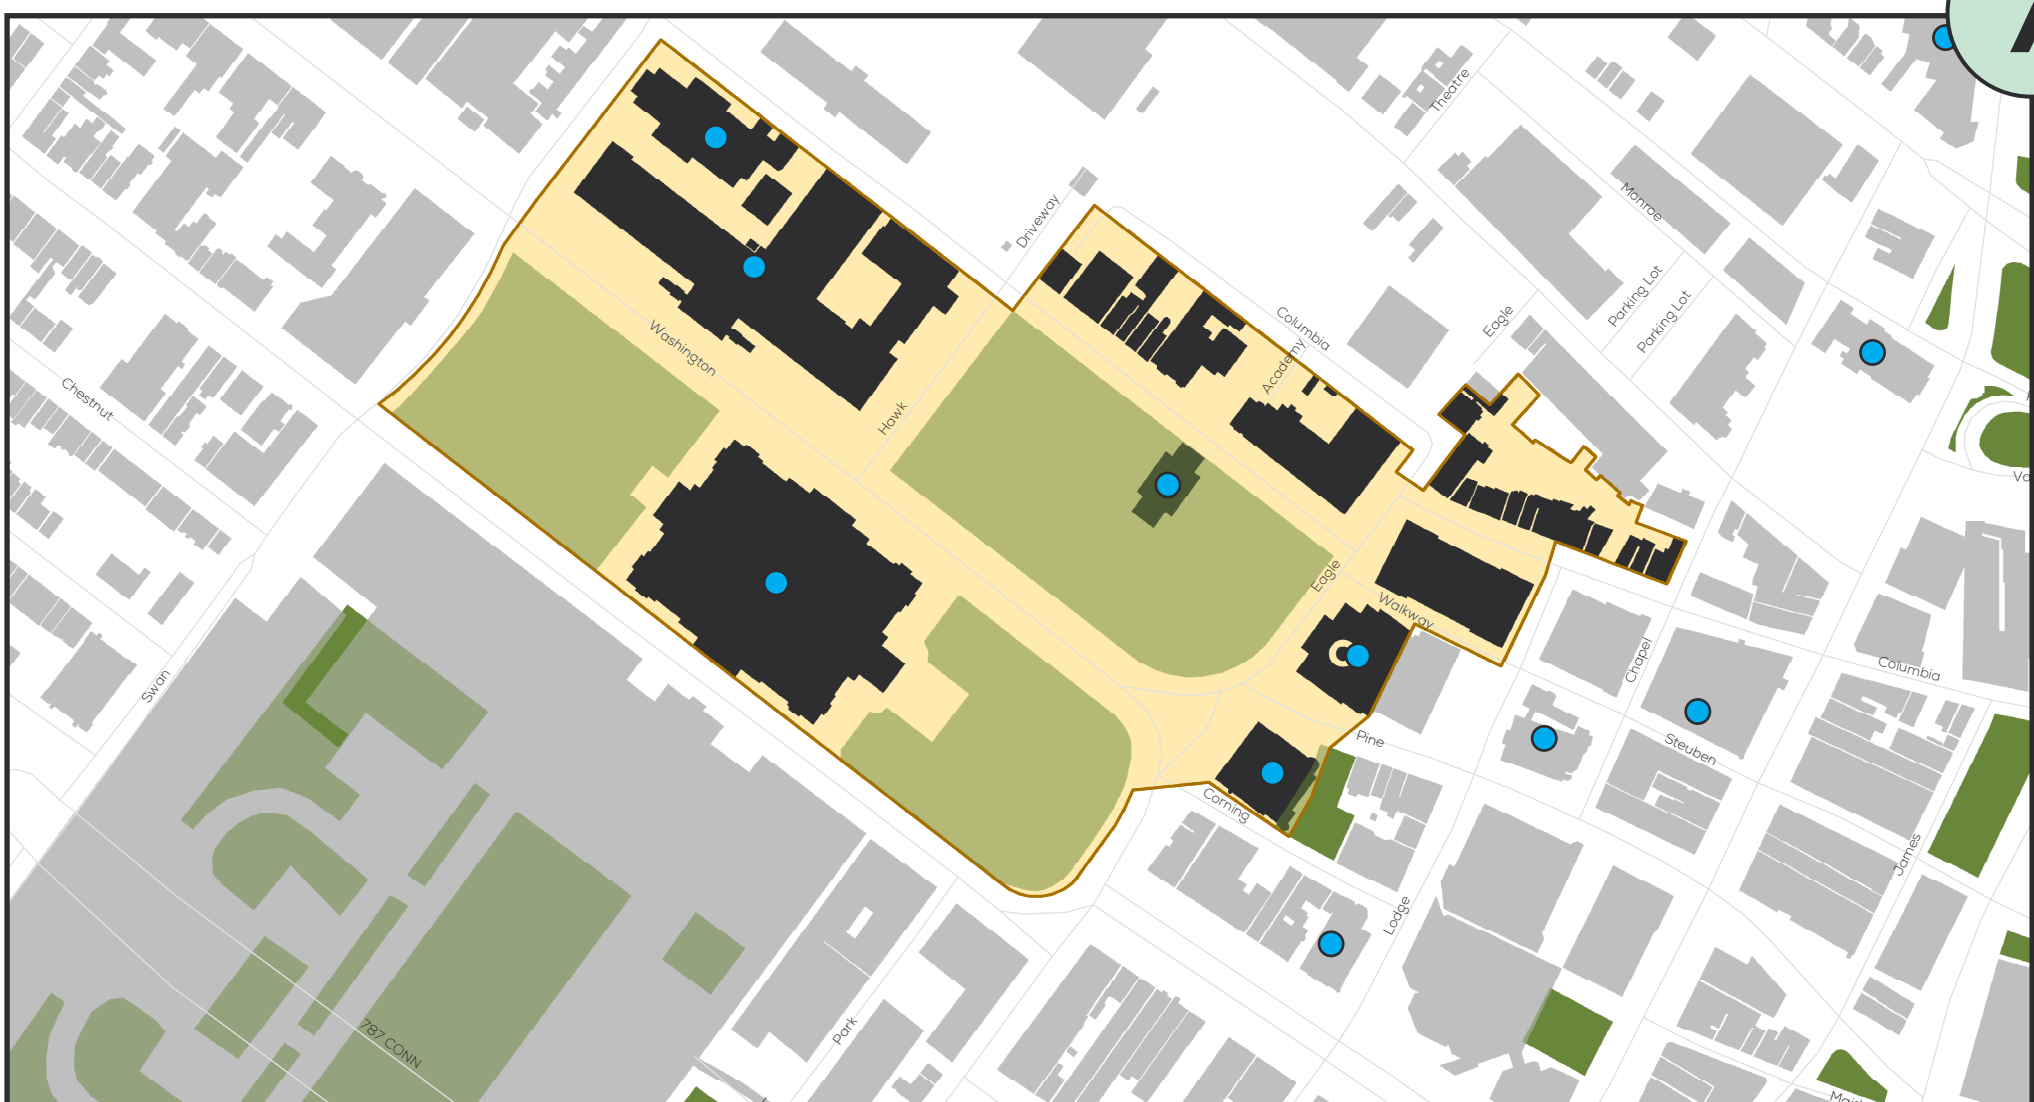 Theatre
Monroe
Driveway
Parking Lot
Parking Lot
Eagle
Columbia
Academy
Washington
Chestnut
Hawk
Eagle
Walkway
Swan
Chapel
Columbia
Pine
Steuben
Corning
James
Lodge
Park
787 CONN